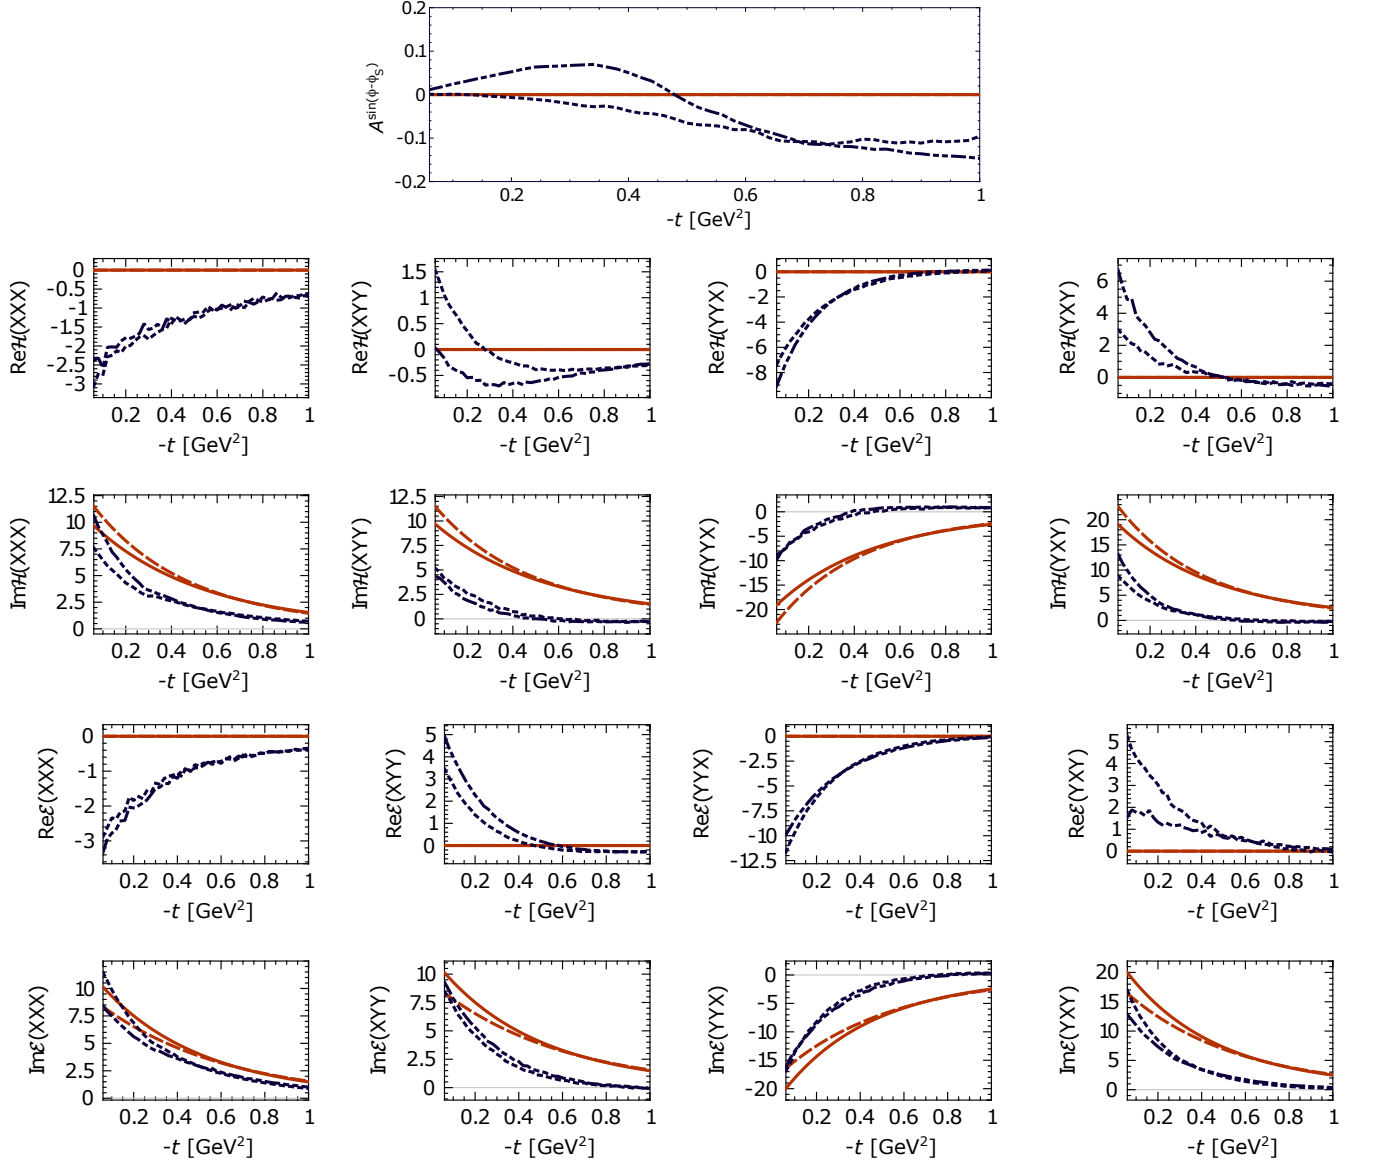 0.2
0.1
0
-0.1
-0.2
A^sin(ϕ-ϕ_S)
0.2 0.4 0.6 0.8 1
-t [GeV²]
0
-0.5
-1
-1.5
-2
-2.5
-3
Reℋ(XXX)
0.2 0.4 0.6 0.8 1
-t [GeV²]
1.5
1
0.5
0
-0.5
Reℋ(XYY)
0.2 0.4 0.6 0.8 1
-t [GeV²]
0
-2
-4
-6
-8
Reℋ(YYX)
0.2 0.4 0.6 0.8 1
-t [GeV²]
6
4
2
0
Reℋ(YXY)
0.2 0.4 0.6 0.8 1
-t [GeV²]
12.5
10
7.5
5
2.5
0
Imℋ(XXX)
0.2 0.4 0.6 0.8 1
-t [GeV²]
12.5
10
7.5
5
2.5
0
Imℋ(XYY)
0.2 0.4 0.6 0.8 1
-t [GeV²]
0
-5
-10
-15
-20
Imℋ(YYX)
0.2 0.4 0.6 0.8 1
-t [GeV²]
20
15
10
5
0
Imℋ(YXY)
0.2 0.4 0.6 0.8 1
-t [GeV²]
0
-1
-2
-3
Reℰ(XXX)
0.2 0.4 0.6 0.8 1
-t [GeV²]
5
4
3
2
1
0
Reℰ(XYY)
0.2 0.4 0.6 0.8 1
-t [GeV²]
0
-2.5
-5
-7.5
-10
-12.5
Reℰ(YYX)
0.2 0.4 0.6 0.8 1
-t [GeV²]
5
4
3
2
1
0
Reℰ(YXY)
0.2 0.4 0.6 0.8 1
-t [GeV²]
10
7.5
5
2.5
0
Imℰ(XXX)
0.2 0.4 0.6 0.8 1
-t [GeV²]
10
7.5
5
2.5
0
Imℰ(XYY)
0.2 0.4 0.6 0.8 1
-t [GeV²]
0
-5
-10
-15
-20
Imℰ(YYX)
0.2 0.4 0.6 0.8 1
-t [GeV²]
20
15
10
5
0
Imℰ(YXY)
0.2 0.4 0.6 0.8 1
-t [GeV²]